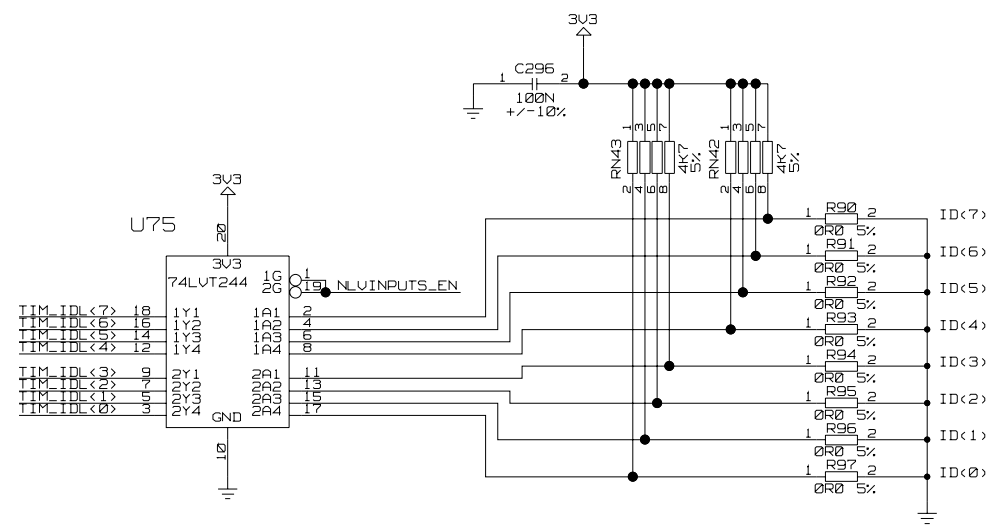 3V3
C296
1 2
100N
+/-10%
1 3 5 7
RN43
4K7
5%
2 4 6 8
1 3 5 7
RN42
4K7
5%
2 4 6 8
3V3
U75
20
3V3
74LVT244
1G 1
2G 19
NLVINPUTS_EN
TIM_IDL<7> 18 1Y1 1A1 2
TIM_IDL<6> 16 1Y2 1A2 4
TIM_IDL<5> 14 1Y3 1A3 6
TIM_IDL<4> 12 1Y4 1A4 8
TIM_IDL<3> 9 2Y1 2A1 11
TIM_IDL<2> 7 2Y2 2A2 13
TIM_IDL<1> 5 2Y3 2A3 15
TIM_IDL<0> 3 2Y4 2A4 17
GND
10
1 R90 2 ID<7>
0R0 5%
1 R91 2 ID<6>
0R0 5%
1 R92 2 ID<5>
0R0 5%
1 R93 2 ID<4>
0R0 5%
1 R94 2 ID<3>
0R0 5%
1 R95 2 ID<2>
0R0 5%
1 R96 2 ID<1>
0R0 5%
1 R97 2 ID<0>
0R0 5%